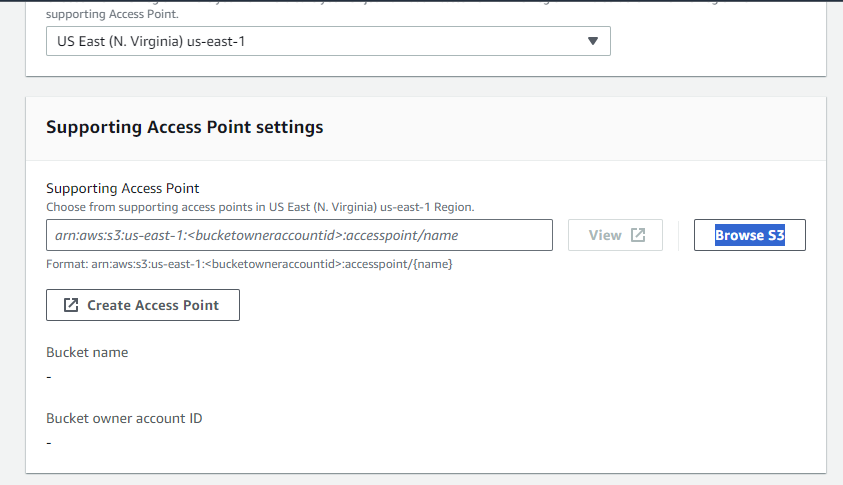 supporting Access Point.
US East (N. Virginia) us-east-1
Supporting Access Point settings
Supporting Access Point
Choose from supporting access points in US East (N. Virginia) us-east-1 Region.
arn:aws:s3:us-east-1:<bucketowneraccountid>:accesspoint/name
View
Browse S3
Format: arn:aws:s3:us-east-1:<bucketowneraccountid>:accesspoint/{name}
Create Access Point
Bucket name
-
Bucket owner account ID
-